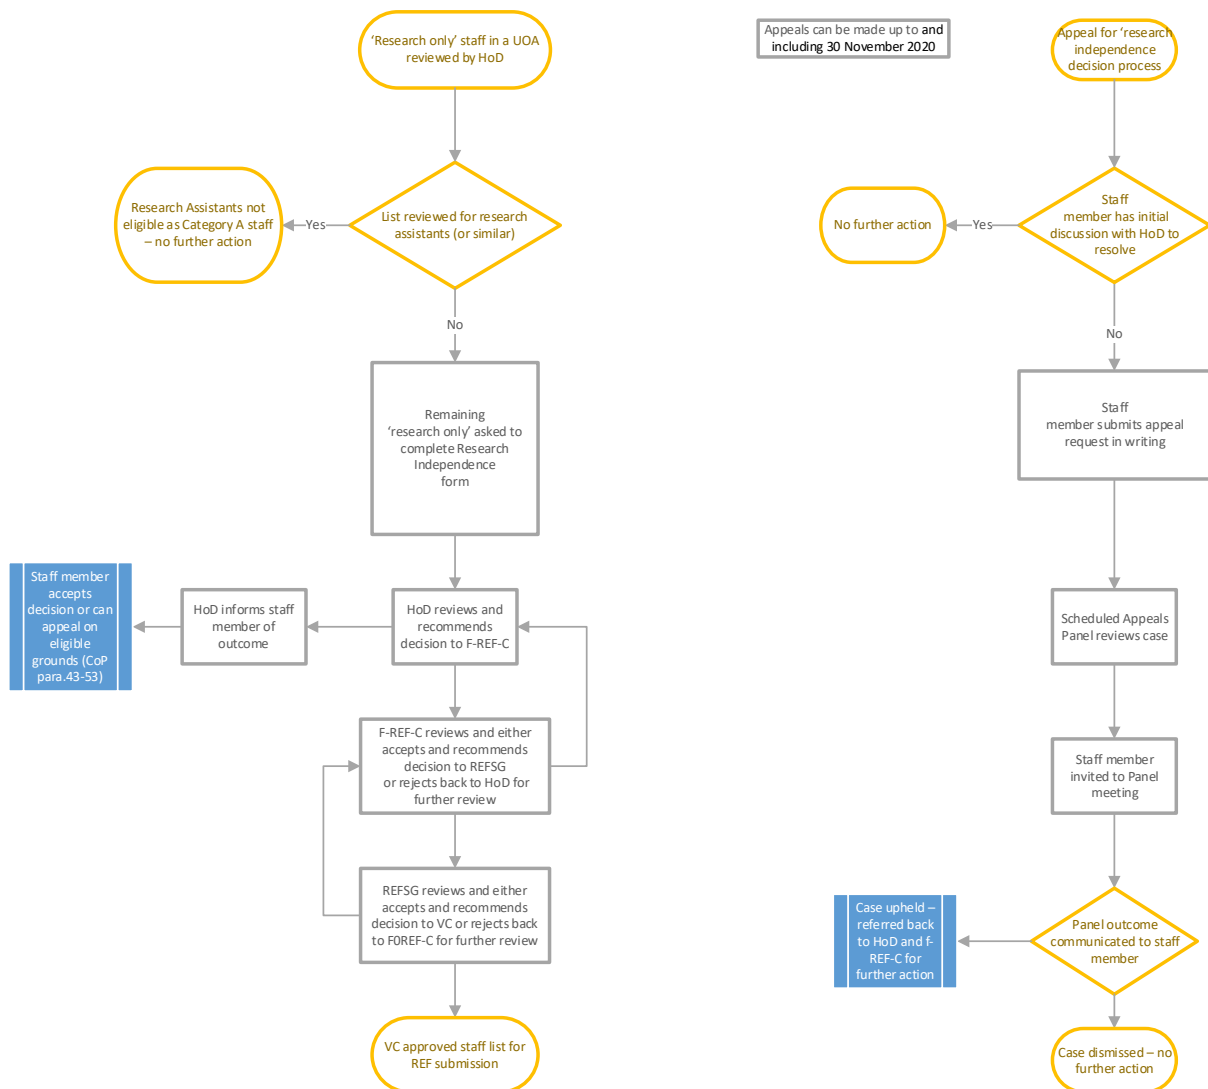 ‘Research only’ staff in a UOA
reviewed by HoD
List reviewed for research
assistants (or similar)
Yes
Research Assistants not
eligible as Category A staff
– no further action
No
Remaining
‘research only’ asked to
complete Research
Independence
form
HoD reviews and
recommends
decision to F-REF-C
HoD informs staff
member of
outcome
Staff member
accepts
decision or can
appeal on
eligible
grounds (CoP
para.43-53)
F-REF-C reviews and either
accepts and recommends
decision to REFSG
or rejects back to HoD for
further review
REFSG reviews and either
accepts and recommends
decision to VC or rejects back
to F0REF-C for further review
VC approved staff list for
REF submission
Appeals can be made up to and
including 30 November 2020
Appeal for ‘research
independence
decision process
Staff
member has initial
discussion with HoD to
resolve
Yes
No further action
No
Staff
member submits appeal
request in writing
Scheduled Appeals
Panel reviews case
Staff member
invited to Panel
meeting
Panel outcome
communicated to staff
member
Case upheld –
referred back
to HoD and f-
REF-C for
further action
Case dismissed – no
further action